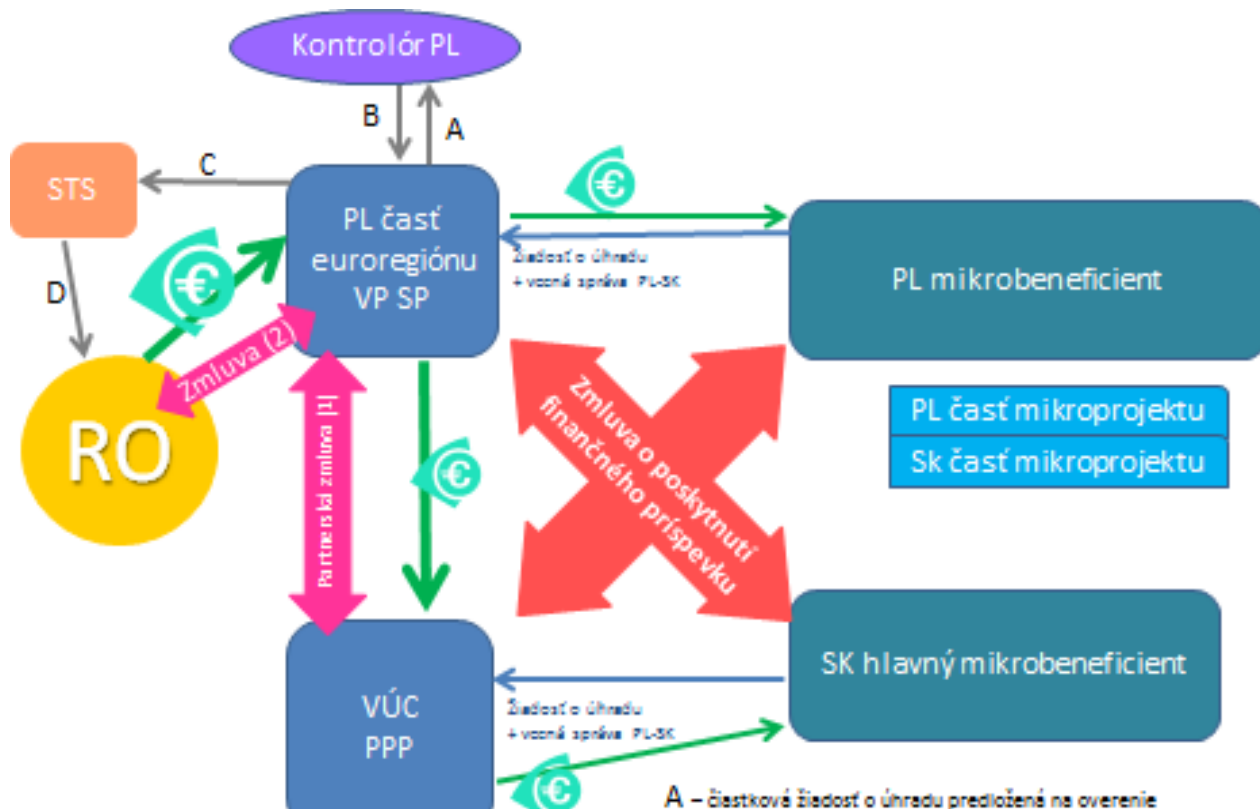 Kontrolór PL
B
A
STS
C
D
PL časť
euroregiónu
VP SP
€
€
Žiadosť o úhradu
+ vecná správa PL-SK
PL mikrobeneficient
Zmluva (2)
RO
Partnerská zmluva (1)
€
Zmluva o poskytnutí
finančného príspevku
PL časť mikroprojektu
Sk časť mikroprojektu
SK hlavný mikrobeneficient
VÚC
PPP
Žiadosť o úhradu
+ vecná správa PL-SK
€
A – čiastková žiadosť o úhradu predložená na overenie